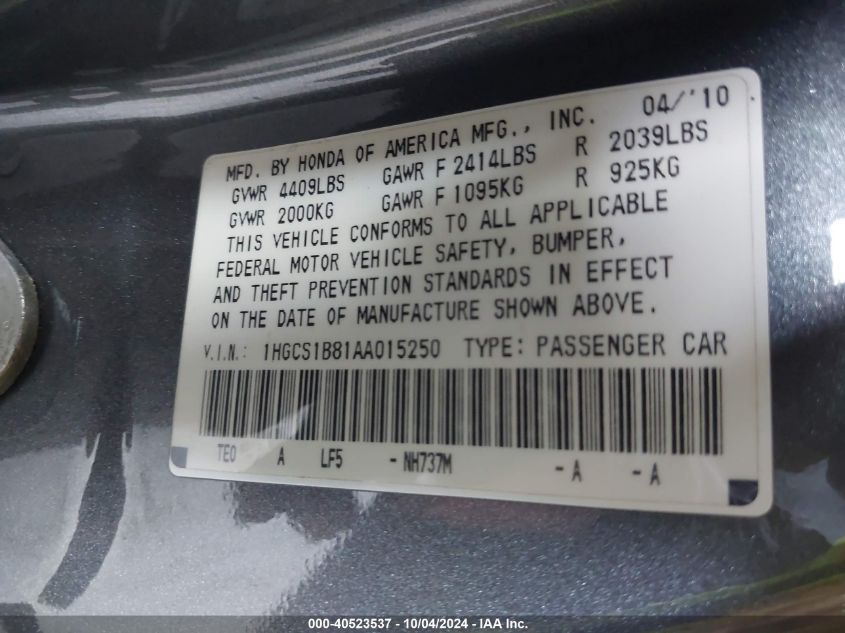 MFD. BY HONDA OF AMERICA MFG., INC. 04/'10
GVWR 4409LBS GAWR F 2414LBS R 2039LBS
GVWR 2000KG GAWR F 1095KG R 925KG
THIS VEHICLE CONFORMS TO ALL APPLICABLE
FEDERAL MOTOR VEHICLE SAFETY, BUMPER,
AND THEFT PREVENTION STANDARDS IN EFFECT
ON THE DATE OF MANUFACTURE SHOWN ABOVE.
V.I.N.: 1HGCS1B81AA015250 TYPE: PASSENGER CAR
TE0 A LF5 -NH737M -A -A
000-40523537 - 10/04/2024 - IAA Inc.